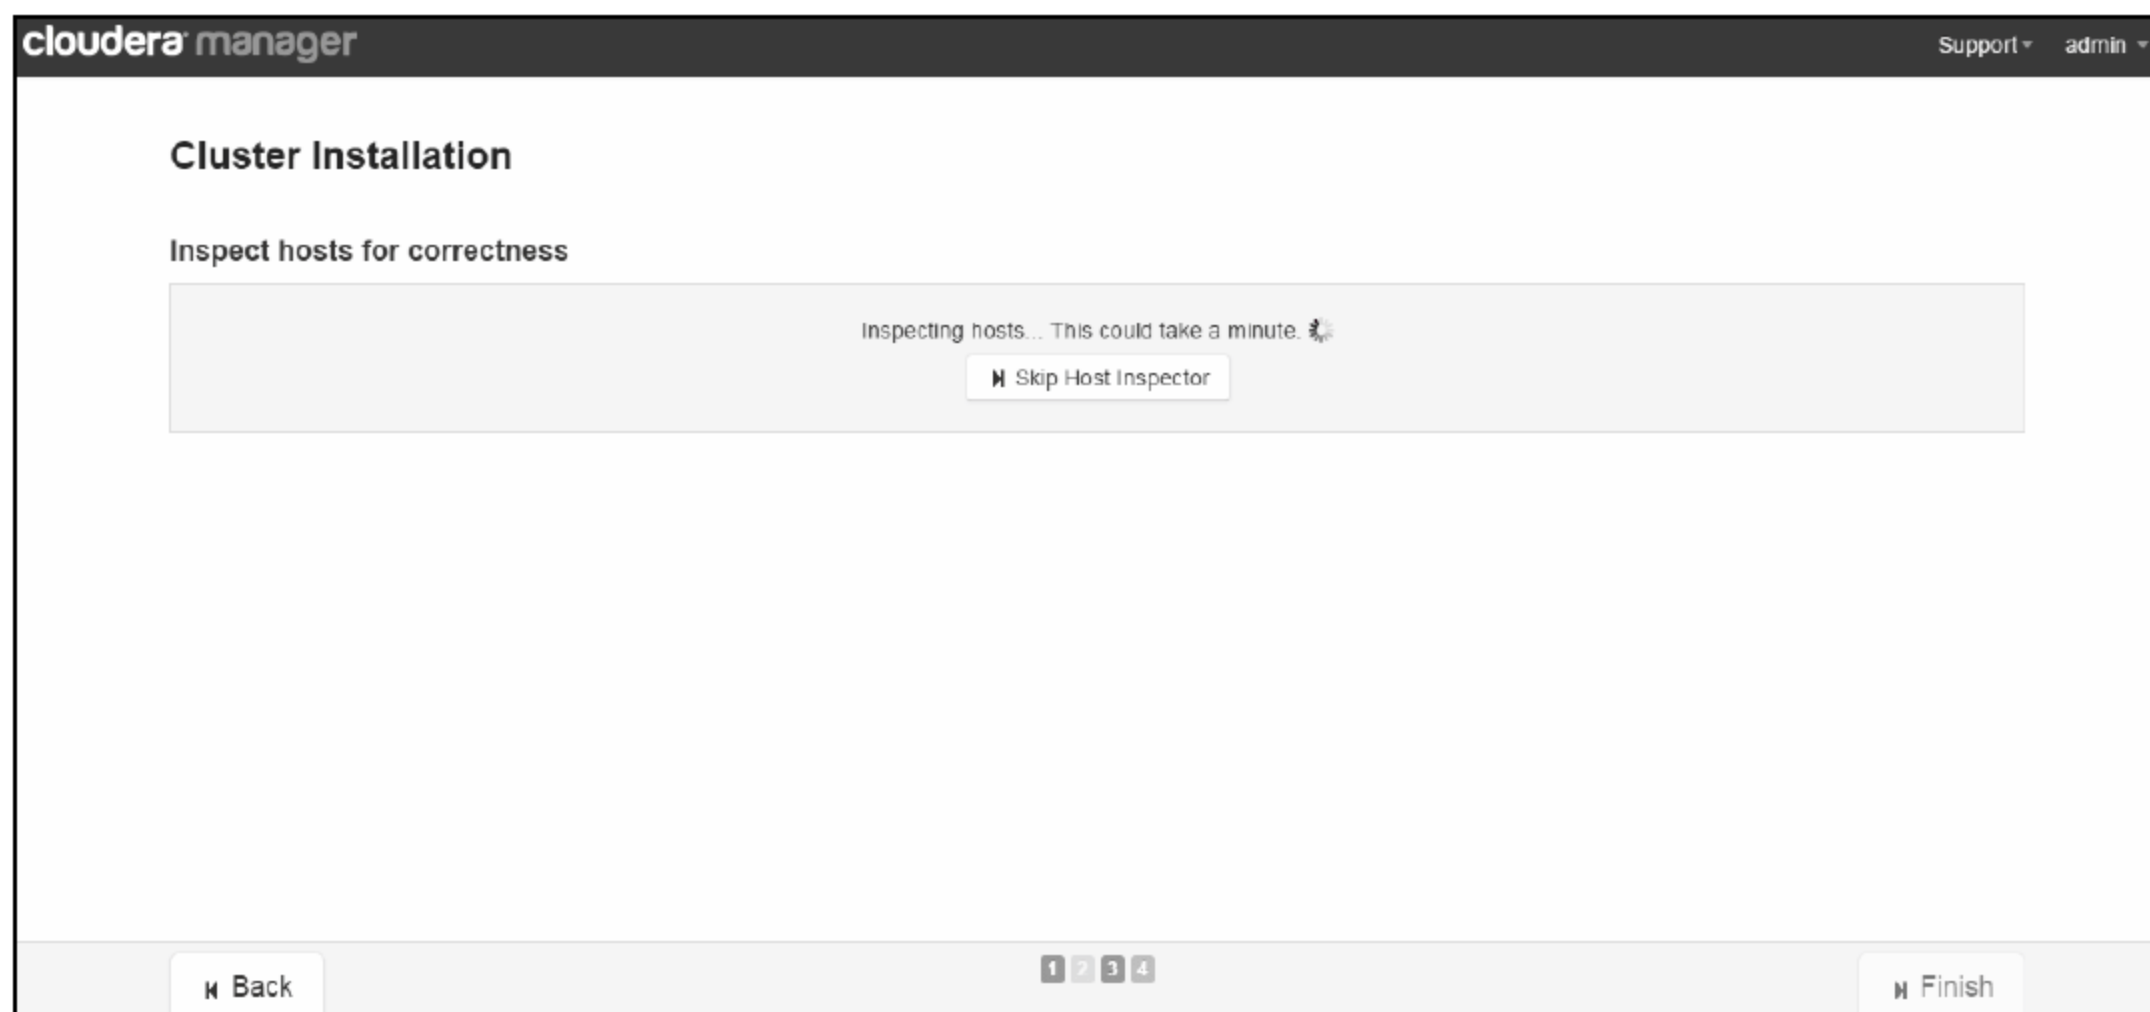 cloudera manager
Support admin
Cluster Installation
Inspect hosts for correctness
Inspecting hosts... This could take a minute.
Skip Host Inspector
1 2 3 4
Back
Finish